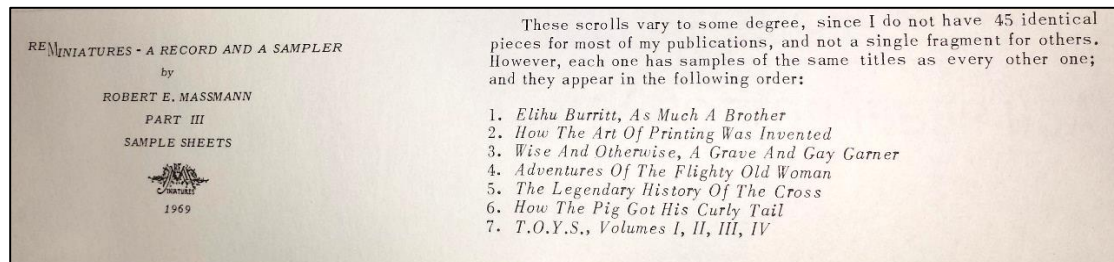 REMINIATURES - A RECORD AND A SAMPLER
by
ROBERT E. MASSMANN
PART III
SAMPLE SHEETS
1969
These scrolls vary to some degree, since I do not have 45 identical
pieces for most of my publications, and not a single fragment for others.
However, each one has samples of the same titles as every other one;
and they appear in the following order:
1. Elihu Burritt, As Much A Brother
2. How The Art Of Printing Was Invented
3. Wise And Otherwise, A Grave And Gay Garner
4. Adventures Of The Flighty Old Woman
5. The Legendary History Of The Cross
6. How The Pig Got His Curly Tail
7. T.O.Y.S., Volumes I, II, III, IV